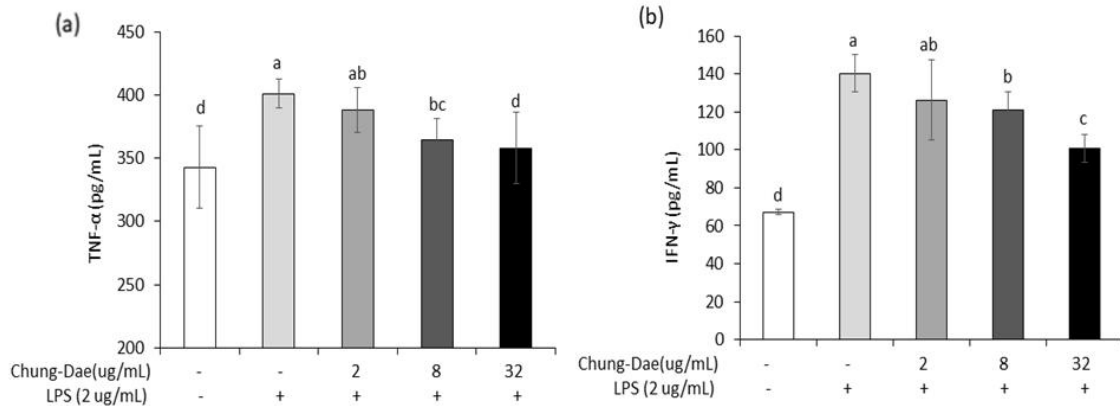 (a)
450
400
350
300
250
200
TNF-α (pg/mL)
d
a
ab
bc
d
Chung-Dae(ug/mL) - - 2 8 32
LPS (2 ug/mL) - + + + +
(b)
160
140
120
100
80
60
40
20
0
IFN-γ (pg/mL)
d
a
ab
b
c
Chung-Dae(ug/mL) - - 2 8 32
LPS (2 ug/mL) - + + + +